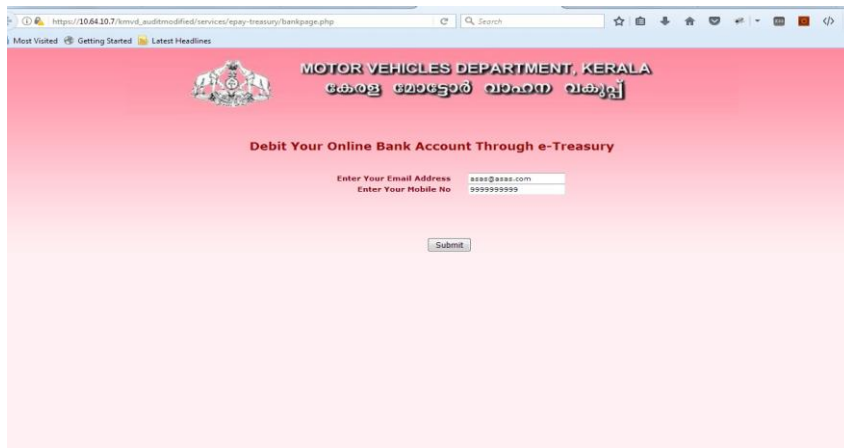 https://10.64.10.7/kmvd_auditmodified/services/epay-treasury/bankpage.php
Search
Most Visited Getting Started Latest Headlines
MOTOR VEHICLES DEPARTMENT, KERALA
കേരള മോട്ടോർ വാഹന വകുപ്പ്
Debit Your Online Bank Account Through e-Treasury
Enter Your Email Address asas@asas.com
Enter Your Mobile No 9999999999
Submit